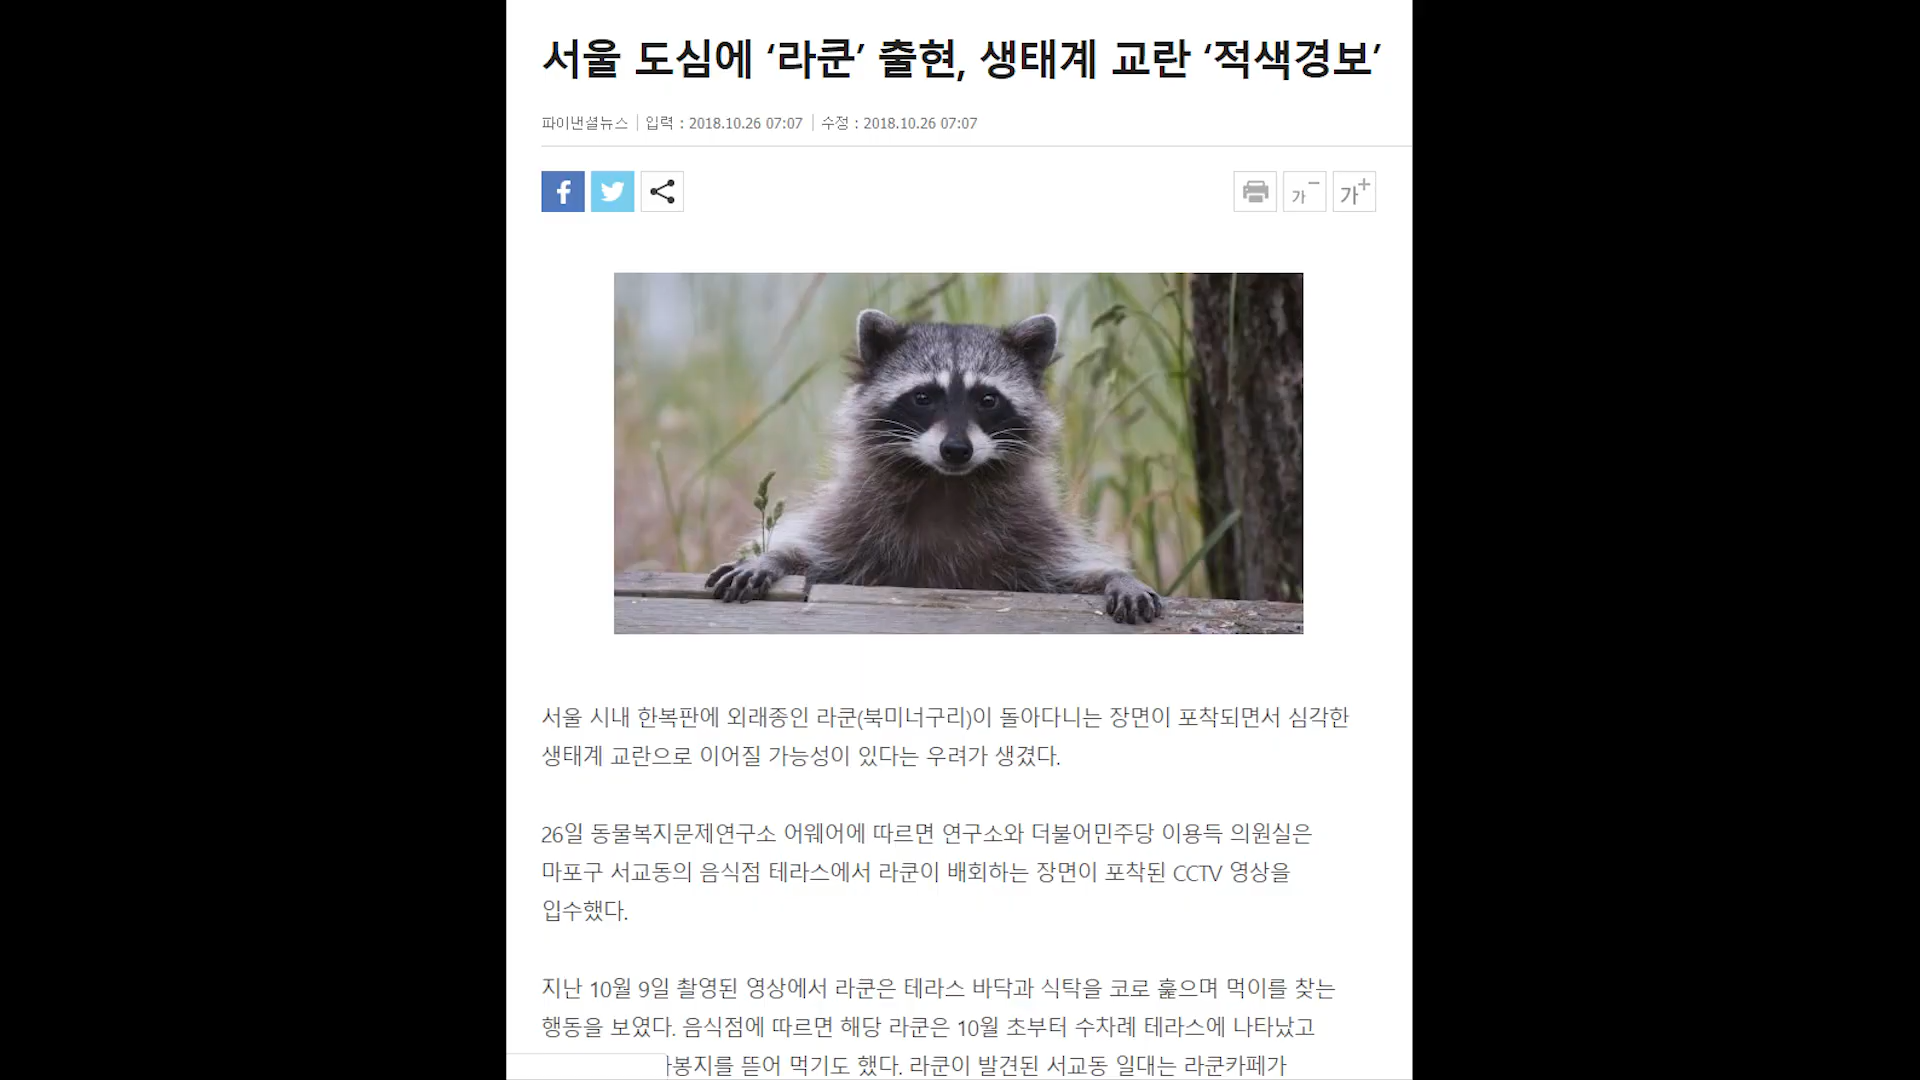 서울 도심에 ‘라쿤’ 출현, 생태계 교란 ‘적색경보’
파이낸셜뉴스 | 입력 : 2018.10.26 07:07 | 수정 : 2018.10.26 07:07
가- 가+
서울 시내 한복판에 외래종인 라쿤(북미너구리)이 돌아다니는 장면이 포착되면서 심각한
생태계 교란으로 이어질 가능성이 있다는 우려가 생겼다.
26일 동물복지문제연구소 어웨어에 따르면 연구소와 더불어민주당 이용득 의원실은
마포구 서교동의 음식점 테라스에서 라쿤이 배회하는 장면이 포착된 CCTV 영상을
입수했다.
지난 10월 9일 촬영된 영상에서 라쿤은 테라스 바닥과 식탁을 코로 훑으며 먹이를 찾는
행동을 보였다. 음식점에 따르면 해당 라쿤은 10월 초부터 수차례 테라스에 나타났고
뜯어 먹기도 했다. 라쿤이 발견된 서교동 일대는 라쿤카페가